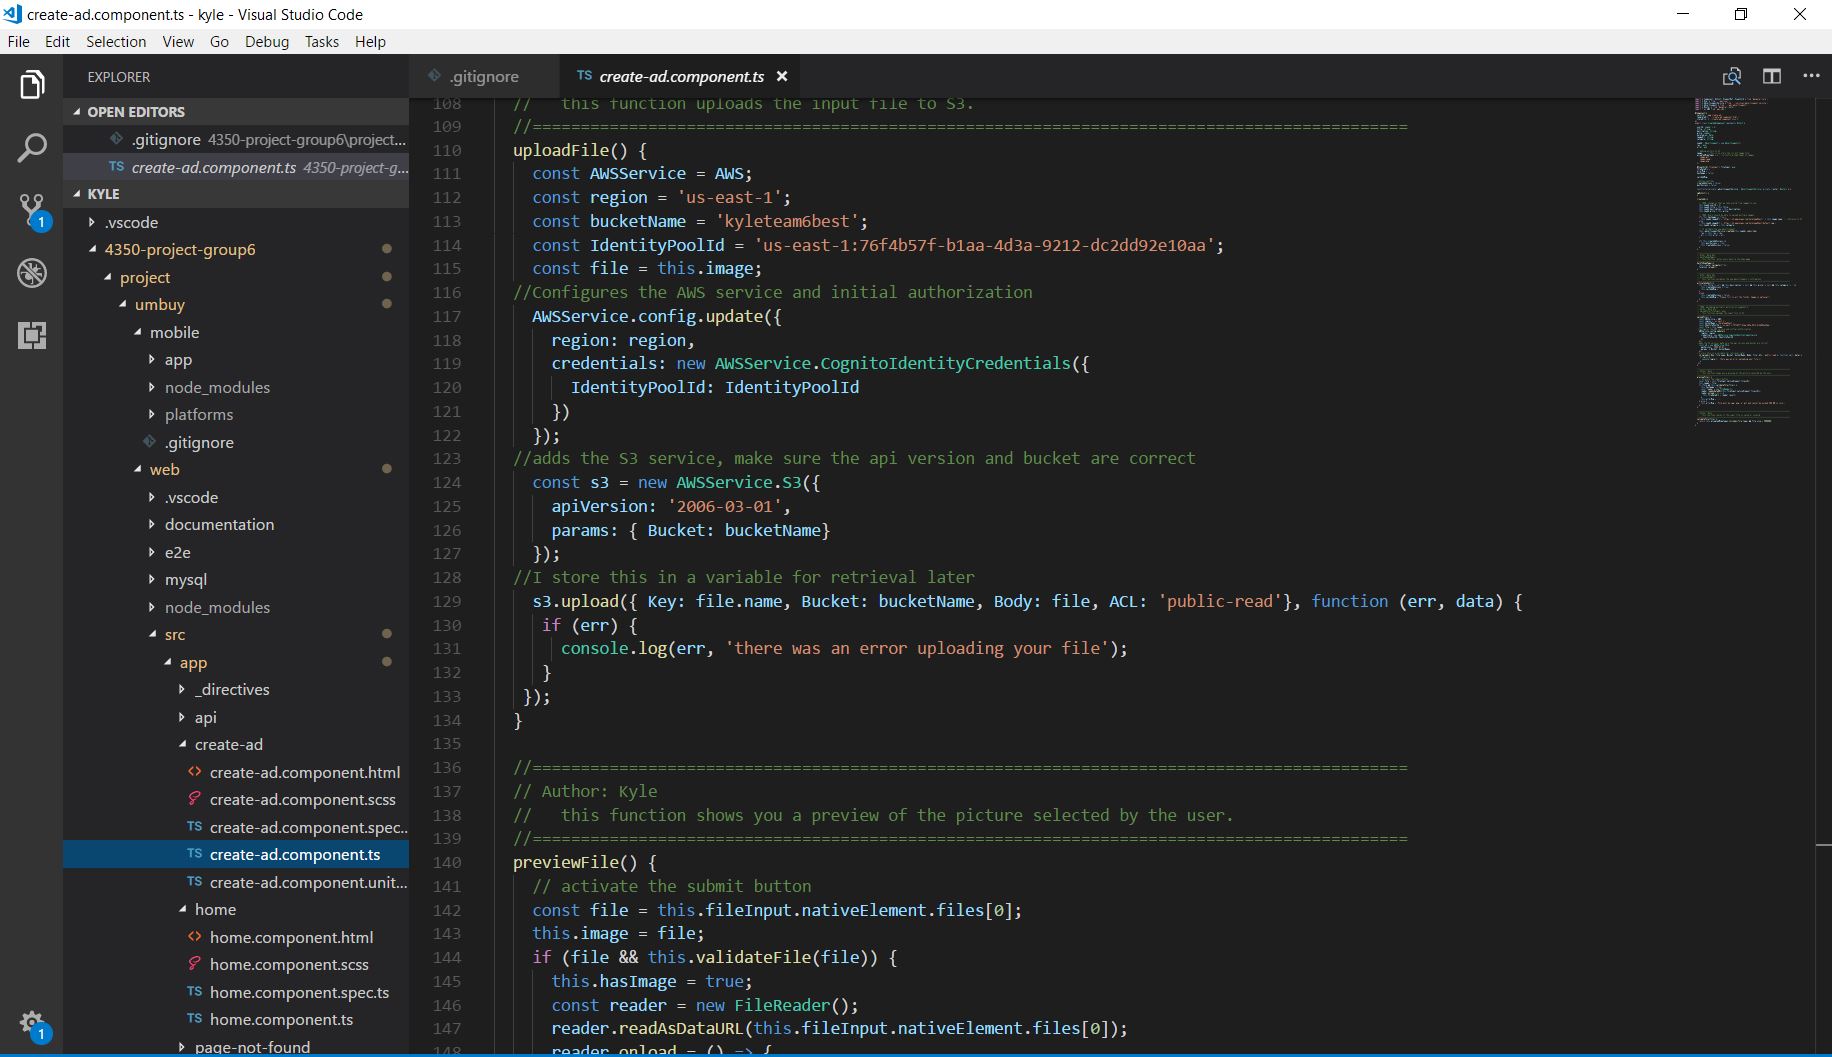 create-ad.component.ts - kyle - Visual Studio Code
File Edit Selection View Go Debug Tasks Help
EXPLORER
OPEN EDITORS
.gitignore 4350-project-group6\project...
TS create-ad.component.ts 4350-project-g...
KYLE
.vscode
4350-project-group6
project
umbuy
mobile
app
node_modules
platforms
.gitignore
web
.vscode
documentation
e2e
mysql
node_modules
src
app
_directives
api
create-ad
<> create-ad.component.html
create-ad.component.scss
TS create-ad.component.spec...
TS create-ad.component.ts
TS create-ad.component.unit...
home
<> home.component.html
home.component.scss
TS home.component.spec.ts
TS home.component.ts
page-not-found
1
1
.gitignore
TS create-ad.component.ts
108 //   this function uploads the input file to S3.
109 //===========================================================================================
110 uploadFile() {
111   const AWSService = AWS;
112   const region = 'us-east-1';
113   const bucketName = 'kyleteam6best';
114   const IdentityPoolId = 'us-east-1:76f4b57f-b1aa-4d3a-9212-dc2dd92e10aa';
115   const file = this.image;
116 //Configures the AWS service and initial authorization
117   AWSService.config.update({
118     region: region,
119     credentials: new AWSService.CognitoIdentityCredentials({
120       IdentityPoolId: IdentityPoolId
121     })
122   });
123 //adds the S3 service, make sure the api version and bucket are correct
124   const s3 = new AWSService.S3({
125     apiVersion: '2006-03-01',
126     params: { Bucket: bucketName}
127   });
128 //I store this in a variable for retrieval later
129   s3.upload({ Key: file.name, Bucket: bucketName, Body: file, ACL: 'public-read'}, function (err, data) {
130    if (err) {
131      console.log(err, 'there was an error uploading your file');
132    }
133  });
134 }
135
136 //===========================================================================================
137 // Author: Kyle
138 //   this function shows you a preview of the picture selected by the user.
139 //===========================================================================================
140 previewFile() {
141   // activate the submit button
142   const file = this.fileInput.nativeElement.files[0];
143   this.image = file;
144   if (file && this.validateFile(file)) {
145     this.hasImage = true;
146     const reader = new FileReader();
147     reader.readAsDataURL(this.fileInput.nativeElement.files[0]);
148     reader.onload = () => {